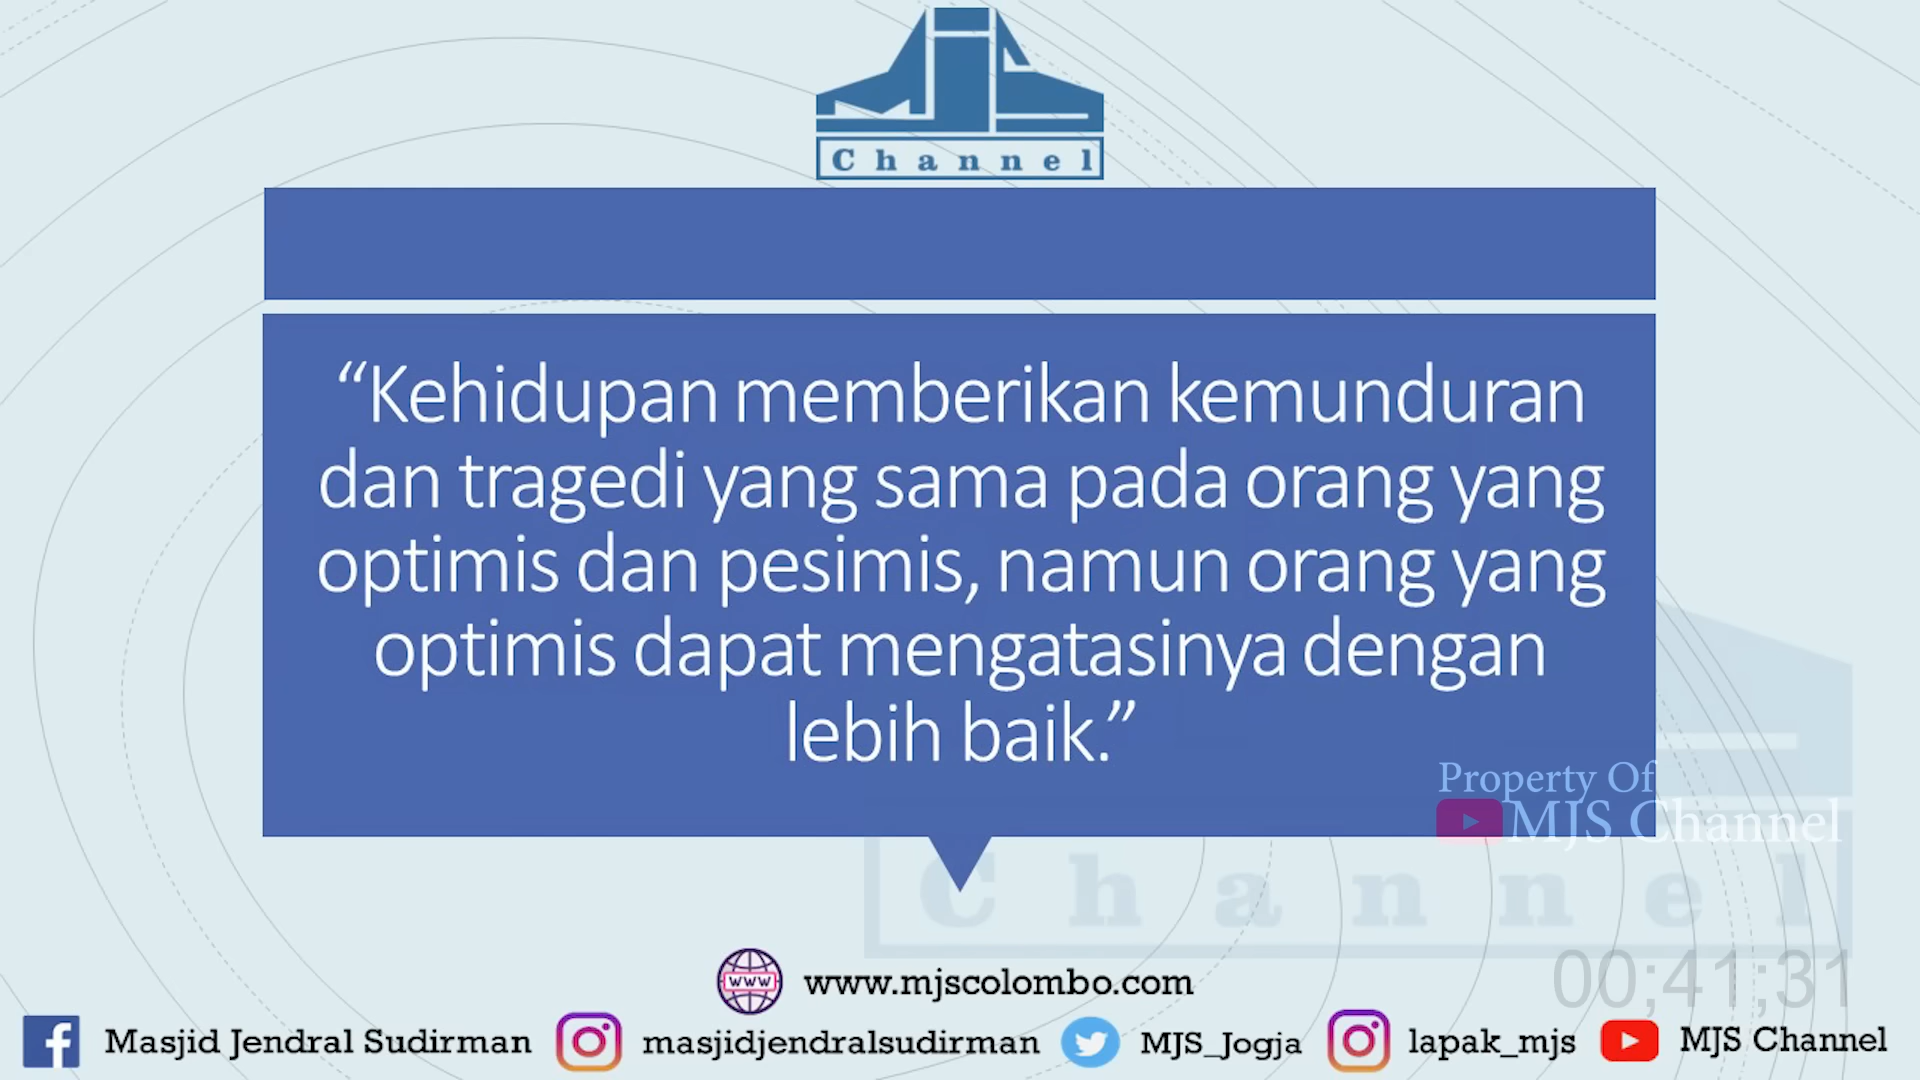 MJS
Channel
“Kehidupan memberikan kemunduran
dan tragedi yang sama pada orang yang
optimis dan pesimis, namun orang yang
optimis dapat mengatasinya dengan
lebih baik.”
Property Of
MJS Channel
Channel
00;41;31
www
www.mjscolombo.com
Masjid Jendral Sudirman
masjidjendralsudirman
MJS_Jogja
lapak_mjs
MJS Channel